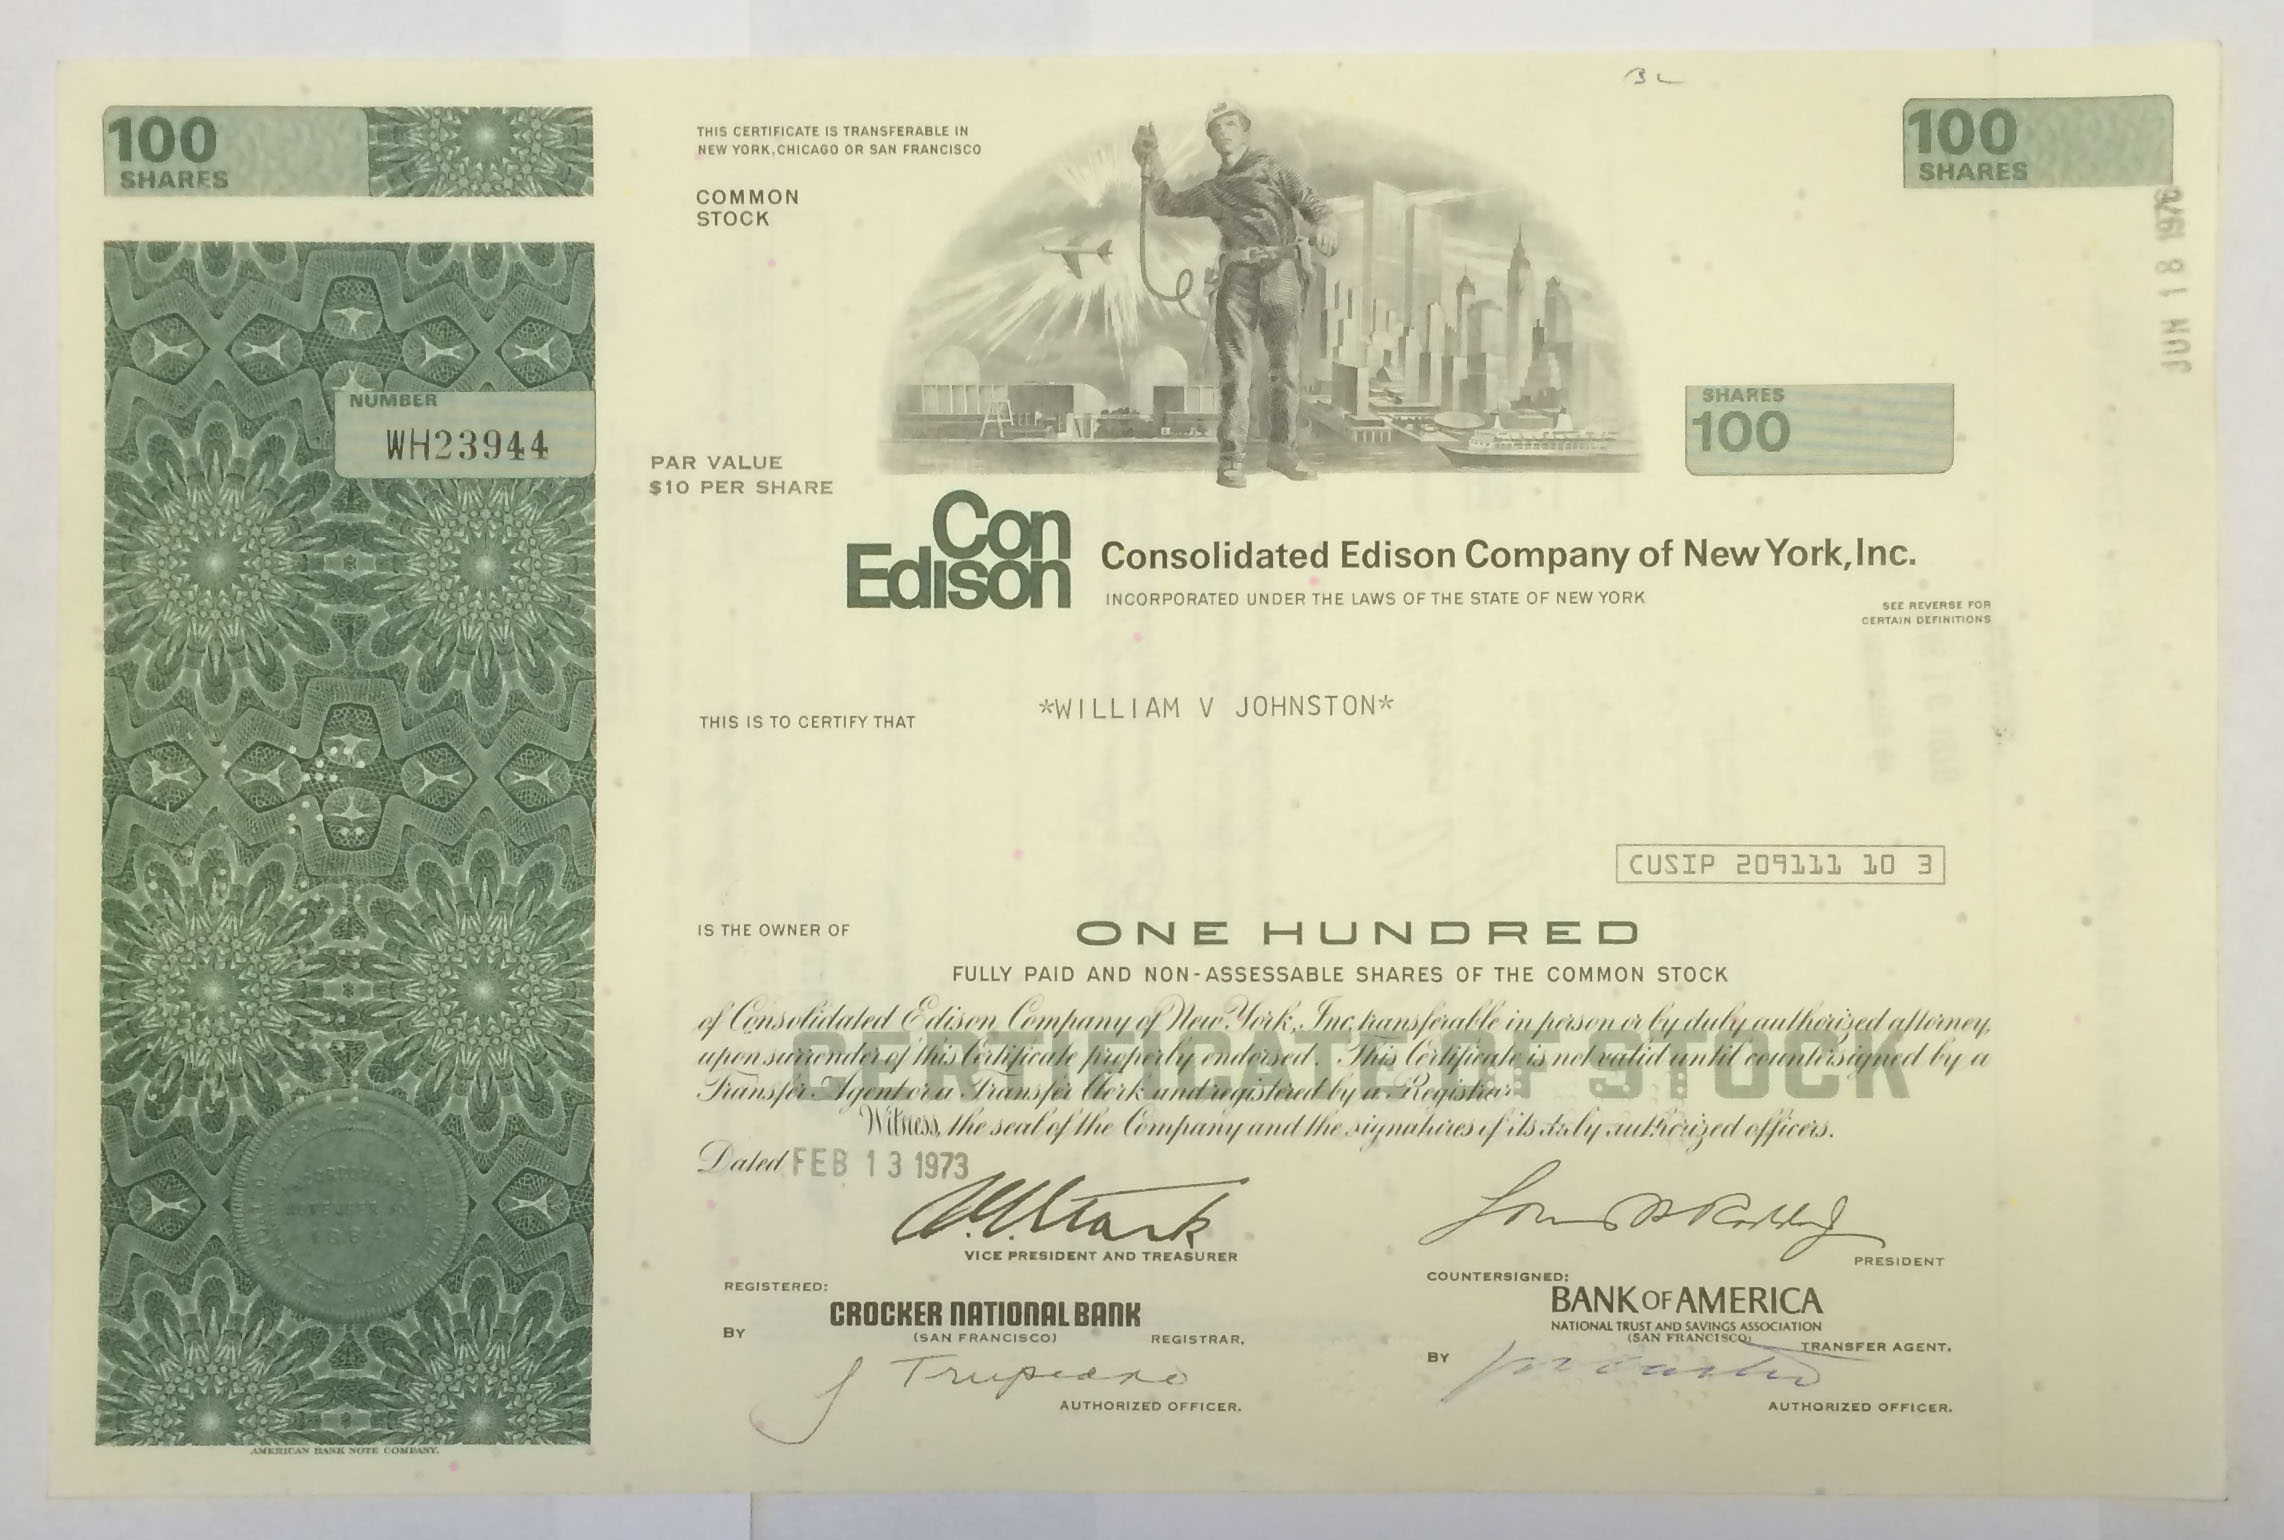 BL
100
SHARES
THIS CERTIFICATE IS TRANSFERABLE IN
NEW YORK, CHICAGO OR SAN FRANCISCO
COMMON
STOCK
100
SHARES
JUN 18 1976
NUMBER
WH23944
SHARES
100
PAR VALUE
$10 PER SHARE
Con
Edison
Consolidated Edison Company of New York, Inc.
INCORPORATED UNDER THE LAWS OF THE STATE OF NEW YORK
SEE REVERSE FOR
CERTAIN DEFINITIONS
THIS IS TO CERTIFY THAT
*WILLIAM V JOHNSTON*
CUSIP 209111 10 3
IS THE OWNER OF
ONE HUNDRED
FULLY PAID AND NON-ASSESSABLE SHARES OF THE COMMON STOCK
of Consolidated Edison Company of New York, Inc. transferable in person or by duly authorized attorney,
upon surrender of this Certificate properly endorsed. This Certificate is not valid until countersigned by a
Transfer Agent or a Transfer Clerk and registered by a Registrar.
CERTIFICATE OF STOCK
Witness, the seal of the Company and the signatures of its duly authorized officers.
Dated FEB 13 1973
VICE PRESIDENT AND TREASURER
PRESIDENT
REGISTERED:
CROCKER NATIONAL BANK
(SAN FRANCISCO)
REGISTRAR,
BY
J Trupiano
AUTHORIZED OFFICER.
COUNTERSIGNED:
BANK OF AMERICA
NATIONAL TRUST AND SAVINGS ASSOCIATION
(SAN FRANCISCO)
TRANSFER AGENT,
BY
AUTHORIZED OFFICER.
AMERICAN BANK NOTE COMPANY.